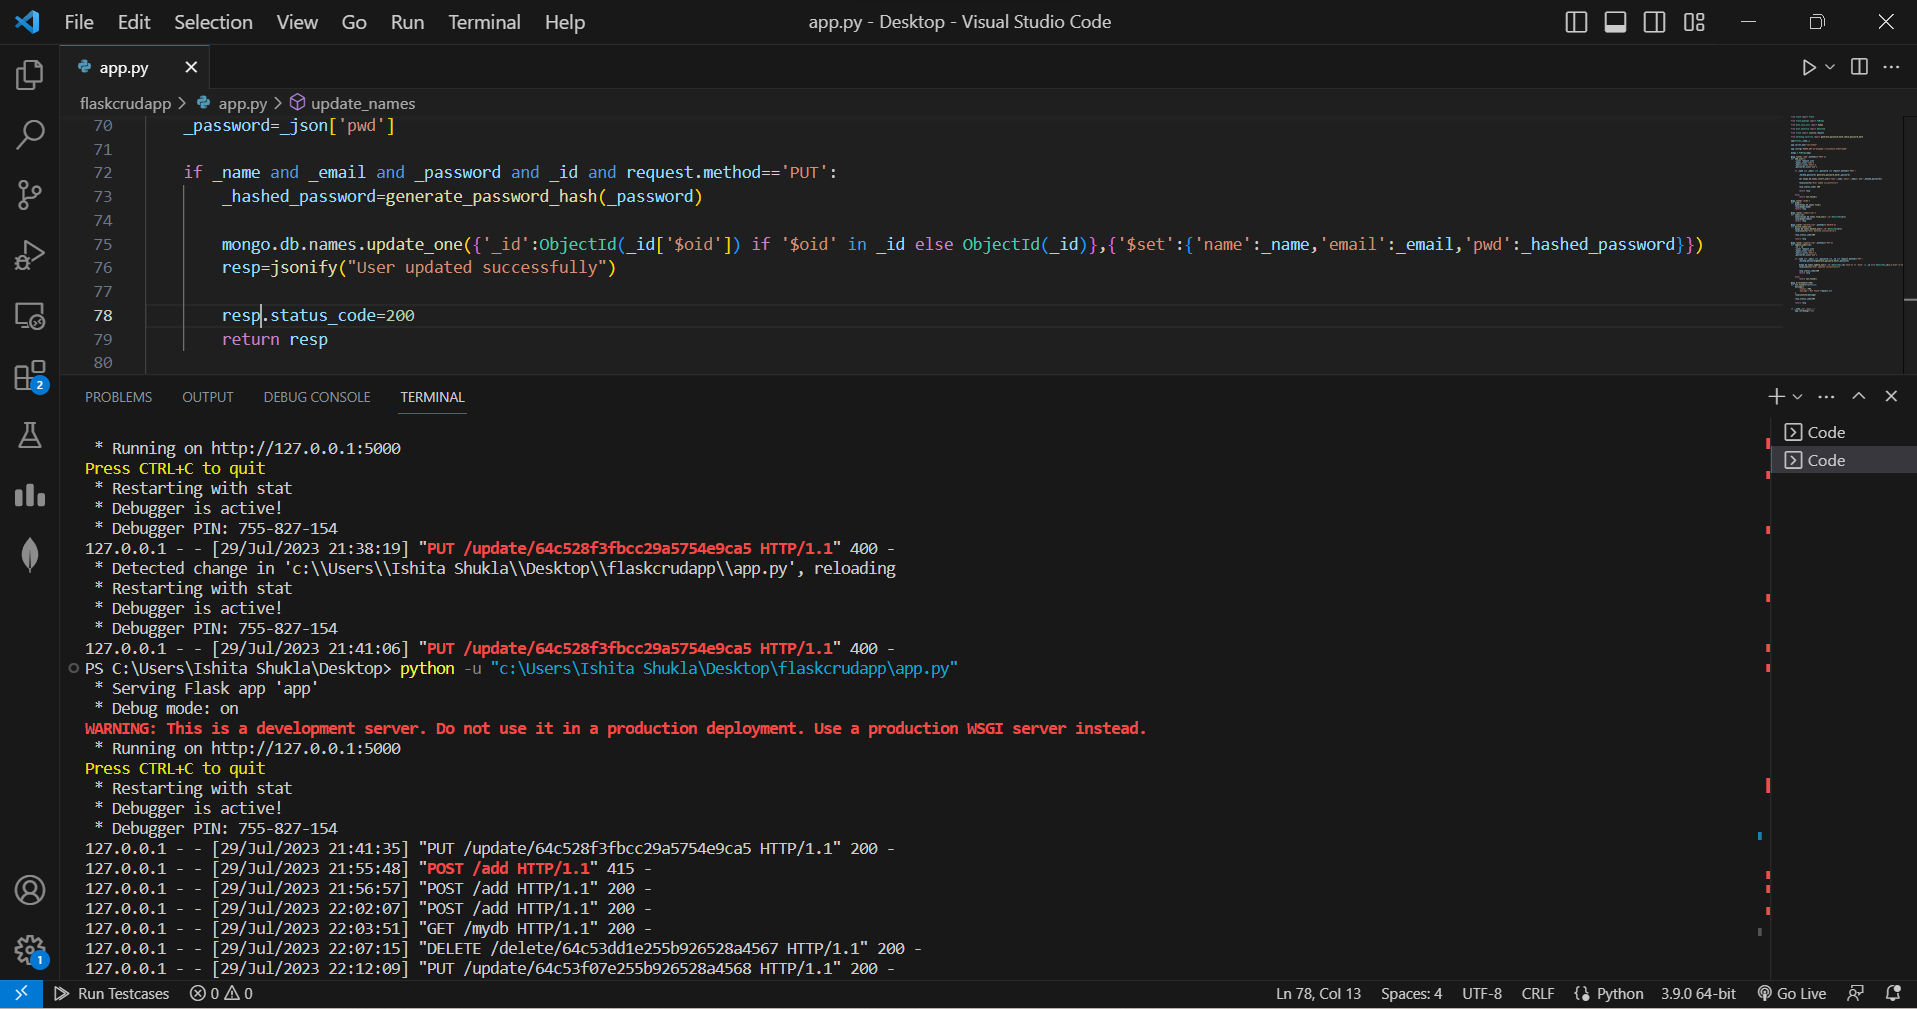 File Edit Selection View Go Run Terminal Help app.py - Desktop - Visual Studio Code
app.py
flaskcrudapp > app.py > update_names
70 _password=_json['pwd']
71
72 if _name and _email and _password and _id and request.method=='PUT':
73 _hashed_password=generate_password_hash(_password)
74
75 mongo.db.names.update_one({'_id':ObjectId(_id['$oid']) if '$oid' in _id else ObjectId(_id)},{'$set':{'name':_name,'email':_email,'pwd':_hashed_password}})
76 resp=jsonify("User updated successfully")
77
78 resp.status_code=200
79 return resp
80
PROBLEMS OUTPUT DEBUG CONSOLE TERMINAL
Code
Code
* Running on http://127.0.0.1:5000
Press CTRL+C to quit
* Restarting with stat
* Debugger is active!
* Debugger PIN: 755-827-154
127.0.0.1 - - [29/Jul/2023 21:38:19] "PUT /update/64c528f3fbcc29a5754e9ca5 HTTP/1.1" 400 -
* Detected change in 'c:\\Users\\Ishita Shukla\\Desktop\\flaskcrudapp\\app.py', reloading
* Restarting with stat
* Debugger is active!
* Debugger PIN: 755-827-154
127.0.0.1 - - [29/Jul/2023 21:41:06] "PUT /update/64c528f3fbcc29a5754e9ca5 HTTP/1.1" 400 -
PS C:\Users\Ishita Shukla\Desktop> python -u "c:\Users\Ishita Shukla\Desktop\flaskcrudapp\app.py"
* Serving Flask app 'app'
* Debug mode: on
WARNING: This is a development server. Do not use it in a production deployment. Use a production WSGI server instead.
* Running on http://127.0.0.1:5000
Press CTRL+C to quit
* Restarting with stat
* Debugger is active!
* Debugger PIN: 755-827-154
127.0.0.1 - - [29/Jul/2023 21:41:35] "PUT /update/64c528f3fbcc29a5754e9ca5 HTTP/1.1" 200 -
127.0.0.1 - - [29/Jul/2023 21:55:48] "POST /add HTTP/1.1" 415 -
127.0.0.1 - - [29/Jul/2023 21:56:57] "POST /add HTTP/1.1" 200 -
127.0.0.1 - - [29/Jul/2023 22:02:07] "POST /add HTTP/1.1" 200 -
127.0.0.1 - - [29/Jul/2023 22:03:51] "GET /mydb HTTP/1.1" 200 -
127.0.0.1 - - [29/Jul/2023 22:07:15] "DELETE /delete/64c53dd1e255b926528a4567 HTTP/1.1" 200 -
127.0.0.1 - - [29/Jul/2023 22:12:09] "PUT /update/64c53f07e255b926528a4568 HTTP/1.1" 200 -
2
1
Run Testcases 0 0 Ln 78, Col 13 Spaces: 4 UTF-8 CRLF Python 3.9.0 64-bit Go Live